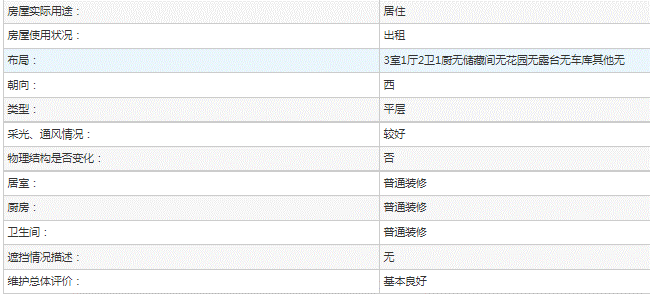 房屋实际用途： 居住
房屋使用状况： 出租
布局： 3室1厅2卫1厨无储藏间无花园无露台无车库其他无
朝向： 西
类型： 平层
采光、通风情况： 较好
物理结构是否变化： 否
居室： 普通装修
厨房： 普通装修
卫生间： 普通装修
遮挡情况描述： 无
维护总体评价： 基本良好